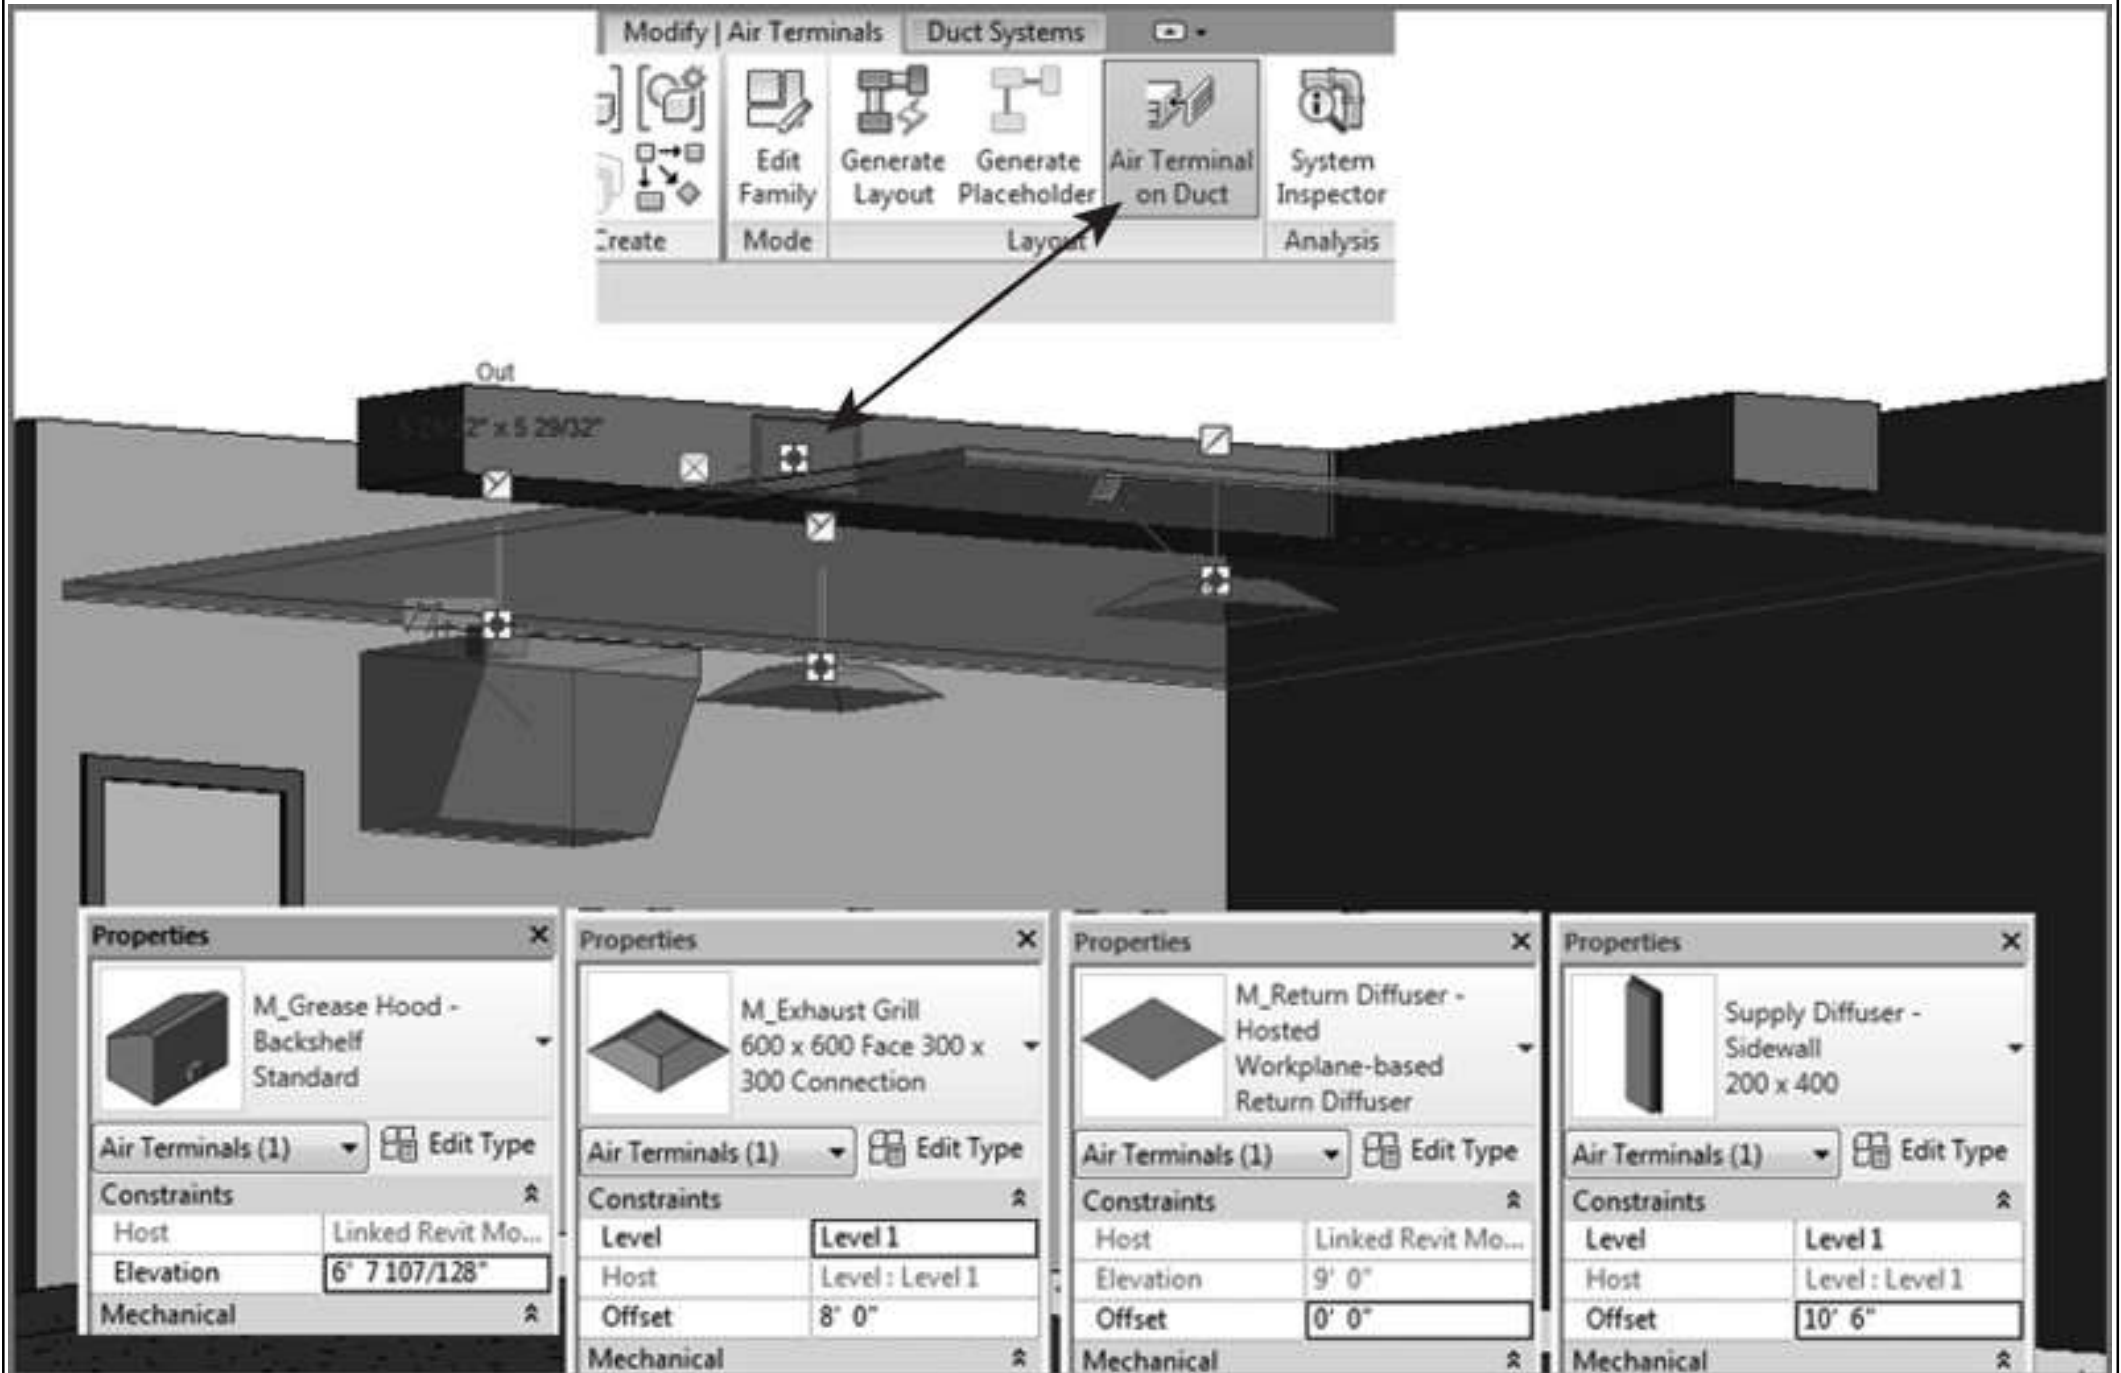 Modify | Air Terminals
Duct Systems
Edit
Family
Generate
Layout
Generate
Placeholder
Air Terminal
on Duct
System
Inspector
Create
Mode
Layout
Analysis
Out
2" x 5 29/32"
Properties
M_Grease Hood -
Backshelf
Standard
Air Terminals (1)
Edit Type
Constraints
Host Linked Revit Mo...
Elevation 6' 7 107/128"
Mechanical
Properties
M_Exhaust Grill
600 x 600 Face 300 x
300 Connection
Air Terminals (1)
Edit Type
Constraints
Level Level 1
Host Level : Level 1
Offset 8' 0"
Mechanical
Properties
M_Return Diffuser -
Hosted
Workplane-based
Return Diffuser
Air Terminals (1)
Edit Type
Constraints
Host Linked Revit Mo...
Elevation 9' 0"
Offset 0' 0"
Mechanical
Properties
Supply Diffuser -
Sidewall
200 x 400
Air Terminals (1)
Edit Type
Constraints
Level Level 1
Host Level : Level 1
Offset 10' 6"
Mechanical